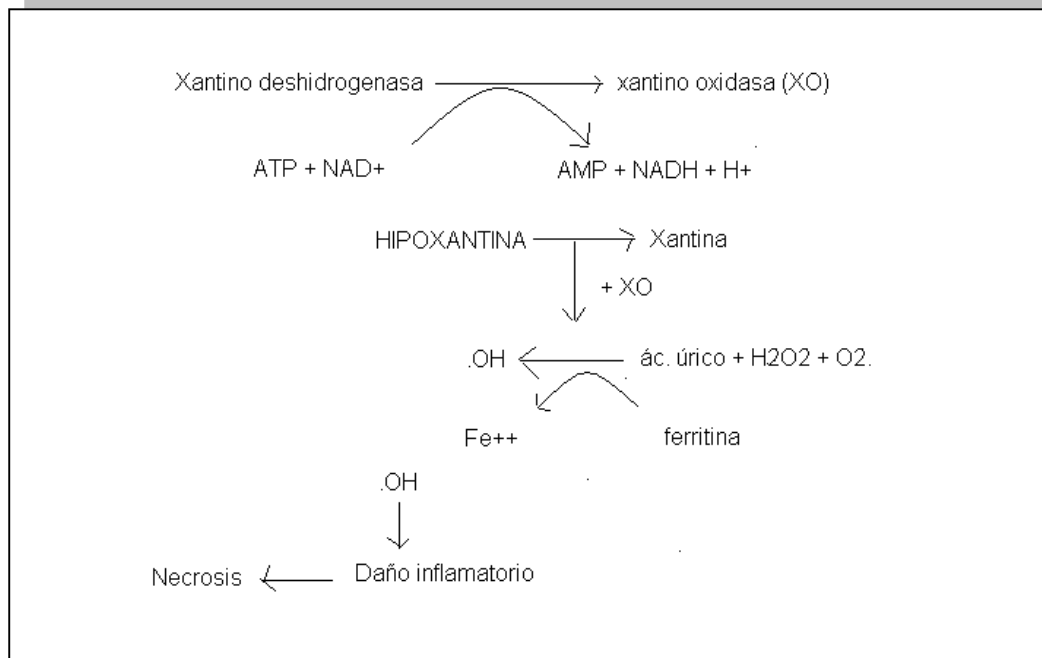 Xantino deshidrogenasa xantino oxidasa (XO)
ATP + NAD+ AMP + NADH + H+
HIPOXANTINA Xantina
+ XO
.OH ác. úrico + H2O2 + O2.
Fe++ ferritina
.OH
Necrosis Daño inflamatorio